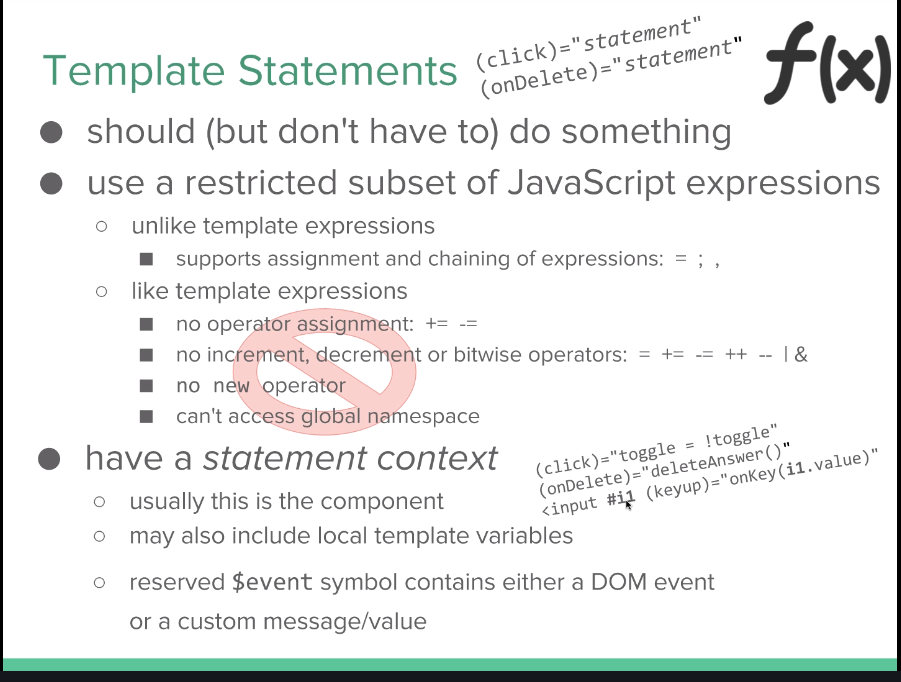 Template Statements
(click)="statement"
(onDelete)="statement"
f(x)
● should (but don't have to) do something
● use a restricted subset of JavaScript expressions
○ unlike template expressions
■ supports assignment and chaining of expressions: = ; ,
○ like template expressions
■ no operator assignment: += -=
■ no increment, decrement or bitwise operators: = += -= ++ -- | &
■ no new operator
■ can't access global namespace
● have a statement context
(click)="toggle = !toggle"
(onDelete)="deleteAnswer()"
<input #i1 (keyup)="onKey(i1.value)"
○ usually this is the component
○ may also include local template variables
○ reserved $event symbol contains either a DOM event
or a custom message/value